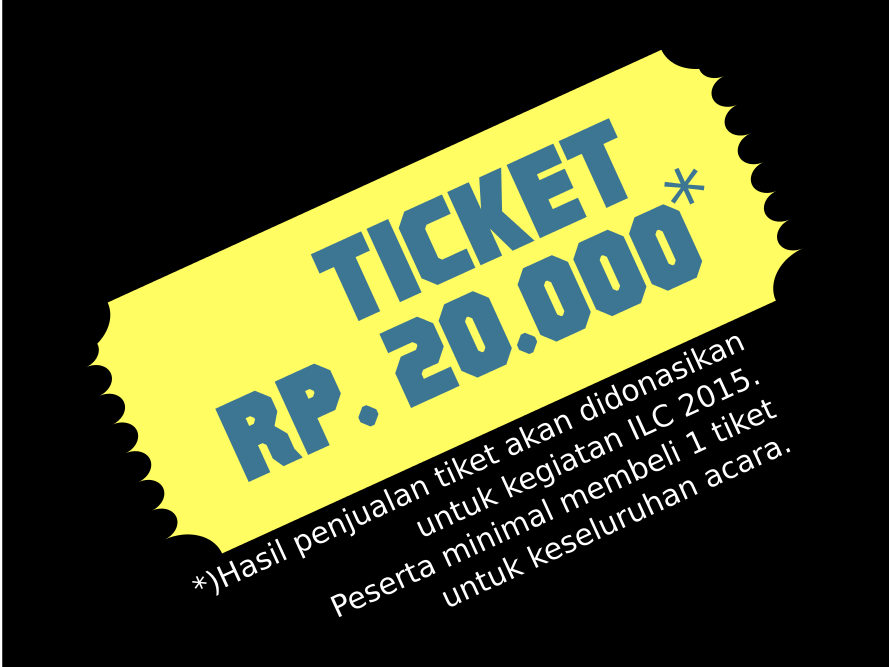 TICKET
RP. 20.000*
*)Hasil penjualan tiket akan didonasikan
untuk kegiatan ILC 2015.
Peserta minimal membeli 1 tiket
untuk keseluruhan acara.